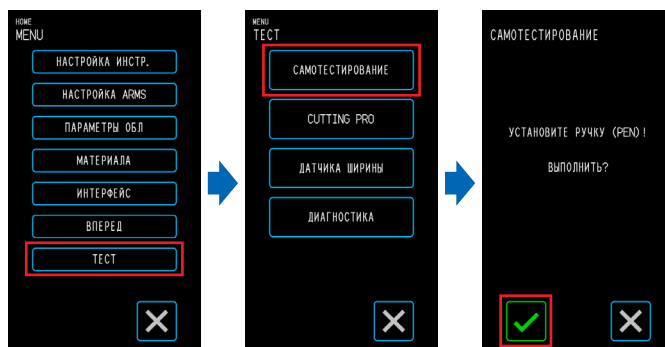 HOME
MENU
НАСТРОЙКА ИНСТР.
НАСТРОЙКА ARMS
ПАРАМЕТРЫ ОБЛ
МАТЕРИАЛА
ИНТЕРФЕЙС
ВПЕРЕД
ТЕСТ
MENU
ТЕСТ
САМОТЕСТИРОВАНИЕ
CUTTING PRO
ДАТЧИКА ШИРИНЫ
ДИАГНОСТИКА
САМОТЕСТИРОВАНИЕ
УСТАНОВИТЕ РУЧКУ (PEN)!
ВЫПОЛНИТЬ?